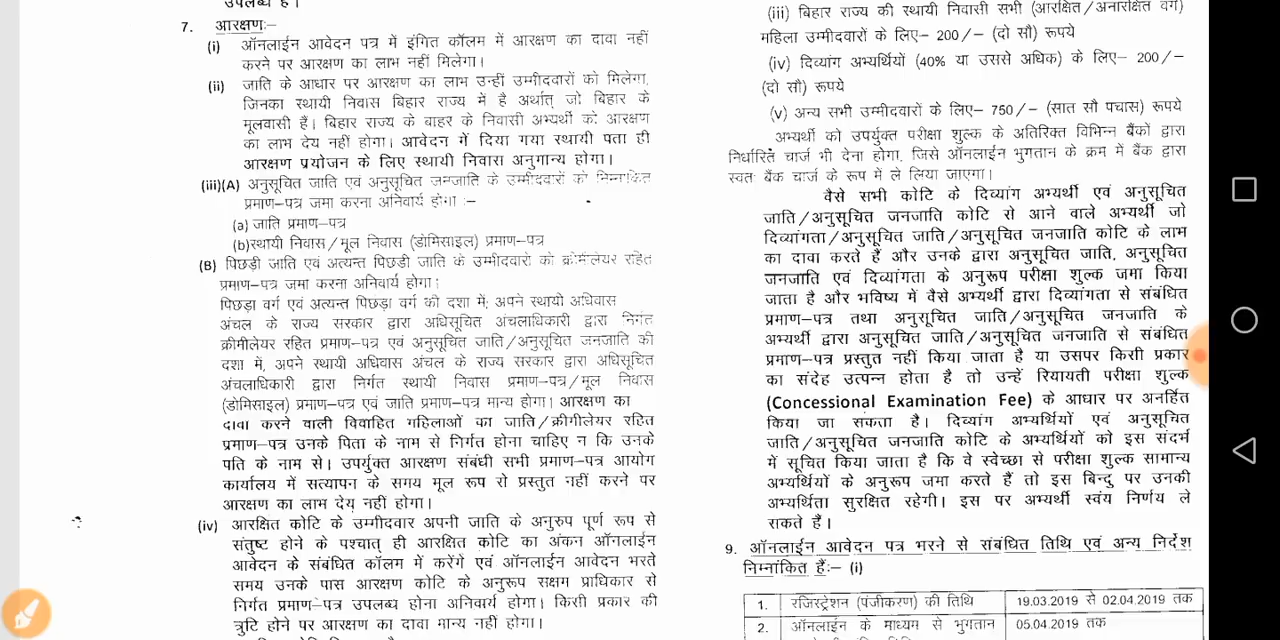 उपलब्ध है।
7. आरक्षण:–
(i) ऑनलाईन आवेदन पत्र में इंगित कॉलम में आरक्षण का दावा नहीं
करने पर आरक्षण का लाभ नहीं मिलेगा।
(ii) जाति के आधार पर आरक्षण का लाभ उन्हीं उम्मीदवारों को मिलेगा,
जिनका स्थायी निवास बिहार राज्य में है अर्थात् जो बिहार के
मूलवासी हैं। बिहार राज्य के बाहर के निवासी अभ्यर्थी को आरक्षण
का लाभ देय नहीं होगा। आवेदन में दिया गया स्थायी पता ही
आरक्षण प्रयोजन के लिए स्थायी निवास अनुमान्य होगा।
(iii)(A) अनुसूचित जाति एवं अनुसूचित जनजाति के उम्मीदवारों को निम्नांकित
प्रमाण–पत्र जमा करना अनिवार्य होगा :–
(a) जाति प्रमाण–पत्र
(b) स्थायी निवास/मूल निवास (डोमिसाइल) प्रमाण–पत्र
(B) पिछड़ी जाति एवं अत्यन्त पिछड़ी जाति के उम्मीदवारों को क्रीमीलेयर रहित
प्रमाण–पत्र जमा करना अनिवार्य होगा।
पिछड़ा वर्ग एवं अत्यन्त पिछड़ा वर्ग की दशा में; अपने स्थायी अधिवास
अंचल के राज्य सरकार द्वारा अधिसूचित अंचलाधिकारी द्वारा निर्गत
क्रीमीलेयर रहित प्रमाण–पत्र एवं अनुसूचित जाति/अनुसूचित जनजाति की
दशा में, अपने स्थायी अधिवास अंचल के राज्य सरकार द्वारा अधिसूचित
अंचलाधिकारी द्वारा निर्गत स्थायी निवास प्रमाण–पत्र/मूल निवास
(डोमिसाइल) प्रमाण–पत्र एवं जाति प्रमाण–पत्र मान्य होगा। आरक्षण का
दावा करने वाली विवाहित महिलाओं का जाति/क्रीमीलेयर रहित
प्रमाण–पत्र उनके पिता के नाम से निर्गत होना चाहिए न कि उनके
पति के नाम से। उपर्युक्त आरक्षण संबंधी सभी प्रमाण–पत्र आयोग
कार्यालय में सत्यापन के समय मूल रूप से प्रस्तुत नहीं करने पर
आरक्षण का लाभ देय नहीं होगा।
(iv) आरक्षित कोटि के उम्मीदवार अपनी जाति के अनुरुप पूर्ण रूप से
संतुष्ट होने के पश्चात् ही आरक्षित कोटि का अंकन ऑनलाईन
आवेदन के संबंधित कॉलम में करेंगे एवं ऑनलाईन आवेदन भरते
समय उनके पास आरक्षण कोटि के अनुरूप सक्षम प्राधिकार से
निर्गत प्रमाण–पत्र उपलब्ध होना अनिवार्य होगा। किसी प्रकार की
त्रुटि होने पर आरक्षण का दावा मान्य नहीं होगा।
(iii) बिहार राज्य की स्थायी निवासी सभी (आरक्षित/अनारक्षित वर्ग)
महिला उम्मीदवारों के लिए– 200/– (दो सौ) रूपये
(iv) दिव्यांग अभ्यर्थियों (40% या उससे अधिक) के लिए– 200/–
(दो सौ) रूपये
(v) अन्य सभी उम्मीदवारों के लिए– 750/– (सात सौ पचास) रूपये
अभ्यर्थी को उपर्युक्त परीक्षा शुल्क के अतिरिक्त विभिन्न बैंकों द्वारा
निर्धारित चार्ज भी देना होगा, जिसे ऑनलाईन भुगतान के क्रम में बैंक द्वारा
स्वतः बैंक चार्ज के रूप में ले लिया जाएगा।
वैसे सभी कोटि के दिव्यांग अभ्यर्थी एवं अनुसूचित
जाति/अनुसूचित जनजाति कोटि से आने वाले अभ्यर्थी जो
दिव्यांगता/अनुसूचित जाति/अनुसूचित जनजाति कोटि के लाभ
का दावा करते हैं और उनके द्वारा अनुसूचित जाति, अनुसूचित
जनजाति एवं दिव्यांगता के अनुरूप परीक्षा शुल्क जमा किया
जाता है और भविष्य में वैसे अभ्यर्थी द्वारा दिव्यांगता से संबंधित
प्रमाण–पत्र तथा अनुसूचित जाति/अनुसूचित जनजाति के
अभ्यर्थी द्वारा अनुसूचित जाति/अनुसूचित जनजाति से संबंधित
प्रमाण–पत्र प्रस्तुत नहीं किया जाता है या उसपर किसी प्रकार
का संदेह उत्पन्न होता है तो उन्हें रियायती परीक्षा शुल्क
(Concessional Examination Fee) के आधार पर अनर्हित
किया जा सकता है। दिव्यांग अभ्यर्थियों एवं अनुसूचित
जाति/अनुसूचित जनजाति कोटि के अभ्यर्थियों को इस संदर्भ
में सूचित किया जाता है कि वे स्वेच्छा से परीक्षा शुल्क सामान्य
अभ्यर्थियों के अनुरूप जमा करते हैं तो इस बिन्दु पर उनकी
अभ्यर्थिता सुरक्षित रहेगी। इस पर अभ्यर्थी स्वंय निर्णय ले
सकते हैं।
9. ऑनलाईन आवेदन पत्र भरने से संबंधित तिथि एवं अन्य निर्देश
निम्नांकित हैं:– (i)
1. रजिस्ट्रेशन (पंजीकरण) की तिथि 19.03.2019 से 02.04.2019 तक
2. ऑनलाईन के माध्यम से भुगतान 05.04.2019 तक